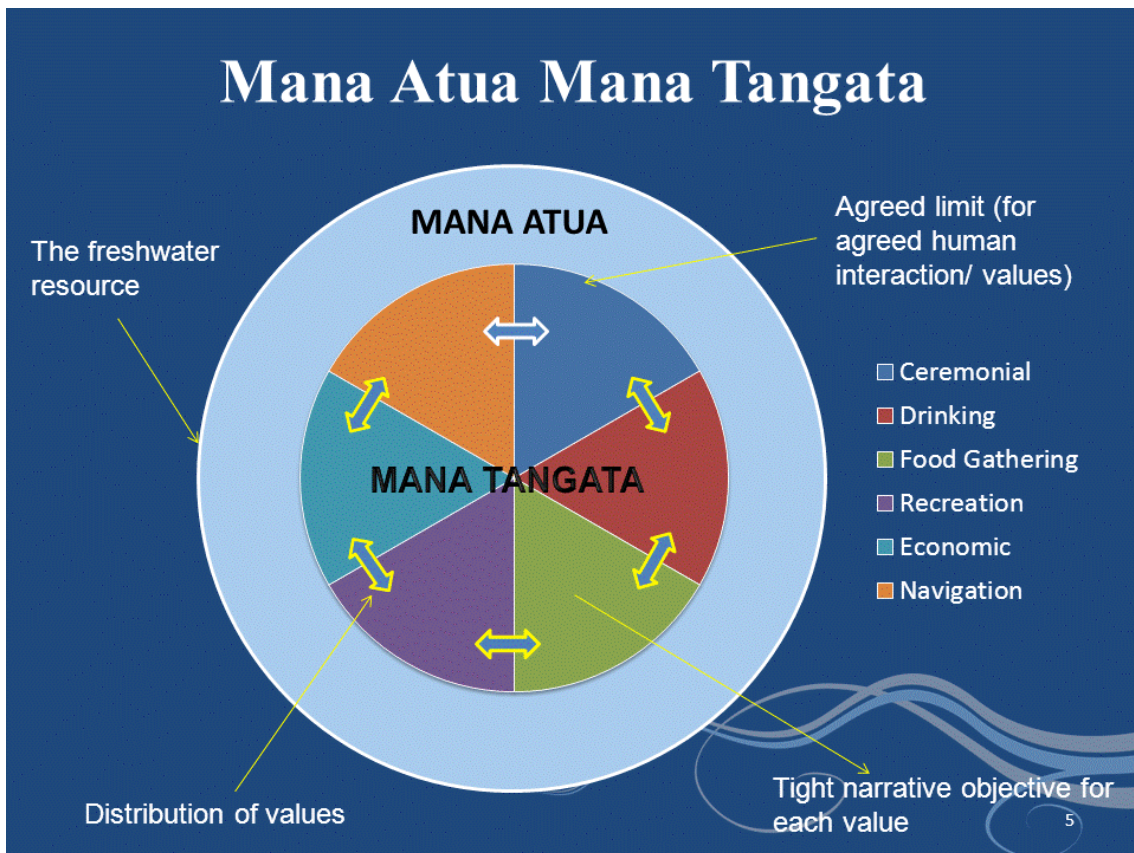 Mana Atua Mana Tangata
MANA ATUA
Agreed limit (for
agreed human
interaction/ values)
The freshwater
resource
Ceremonial
Drinking
Food Gathering
Recreation
Economic
Navigation
MANA TANGATA
Distribution of values
Tight narrative objective for
each value
5